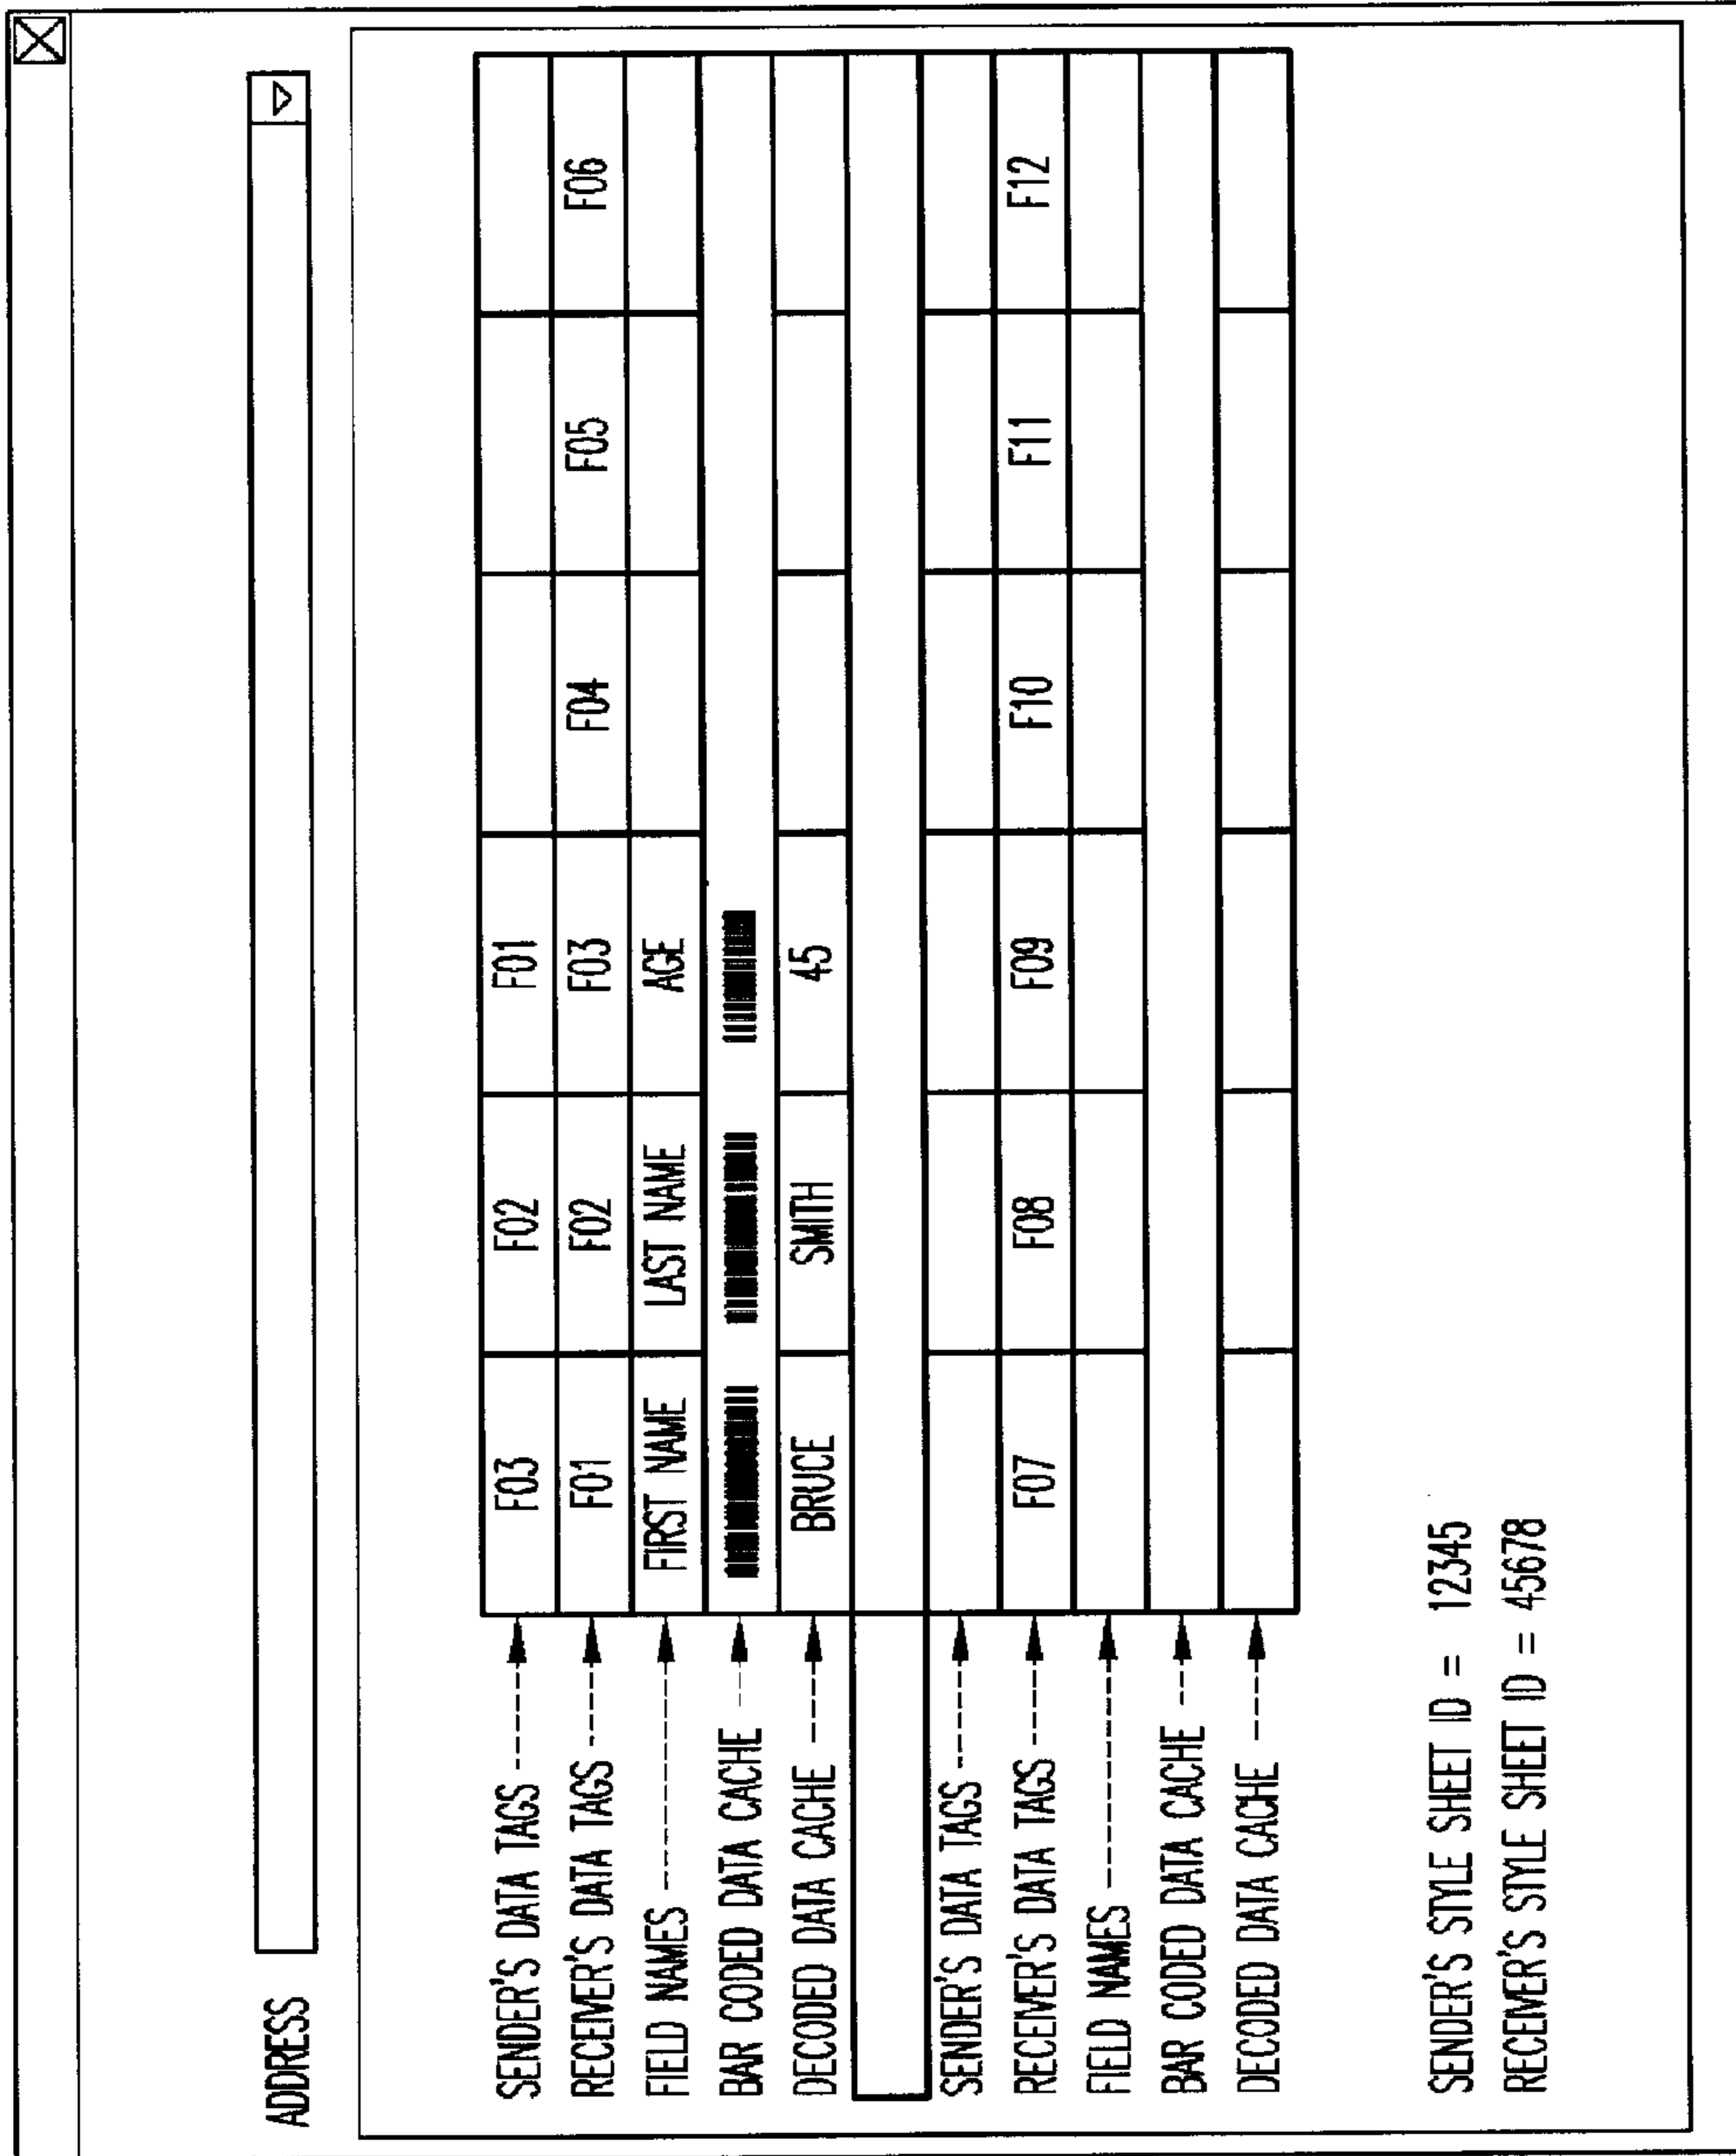 ADDRESS
SENDER'S DATA TAGS F03 F02 F01
RECEIVER'S DATA TAGS F01 F02 F03 F04 F05 F06
FIELD NAMES FIRST NAME LAST NAME AGE
BAR CODED DATA CACHE
DECODED DATA CACHE BRUCE SMITH 45
SENDER'S DATA TAGS
RECEIVER'S DATA TAGS F07 F08 F09 F10 F11 F12
FIELD NAMES
BAR CODED DATA CACHE
DECODED DATA CACHE
SENDER'S STYLE SHEET ID = 12345
RECEIVER'S STYLE SHEET ID = 45678